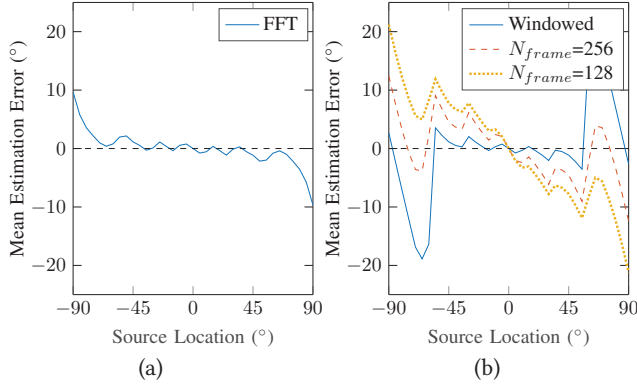 FFT
20
10
0
−10
−20
−90
−45
0
45
90
Mean Estimation Error (°)
Source Location (°)
(a)
Windowed
N_frame=256
N_frame=128
20
10
0
−10
−20
−90
−45
0
45
90
Mean Estimation Error (°)
Source Location (°)
(b)